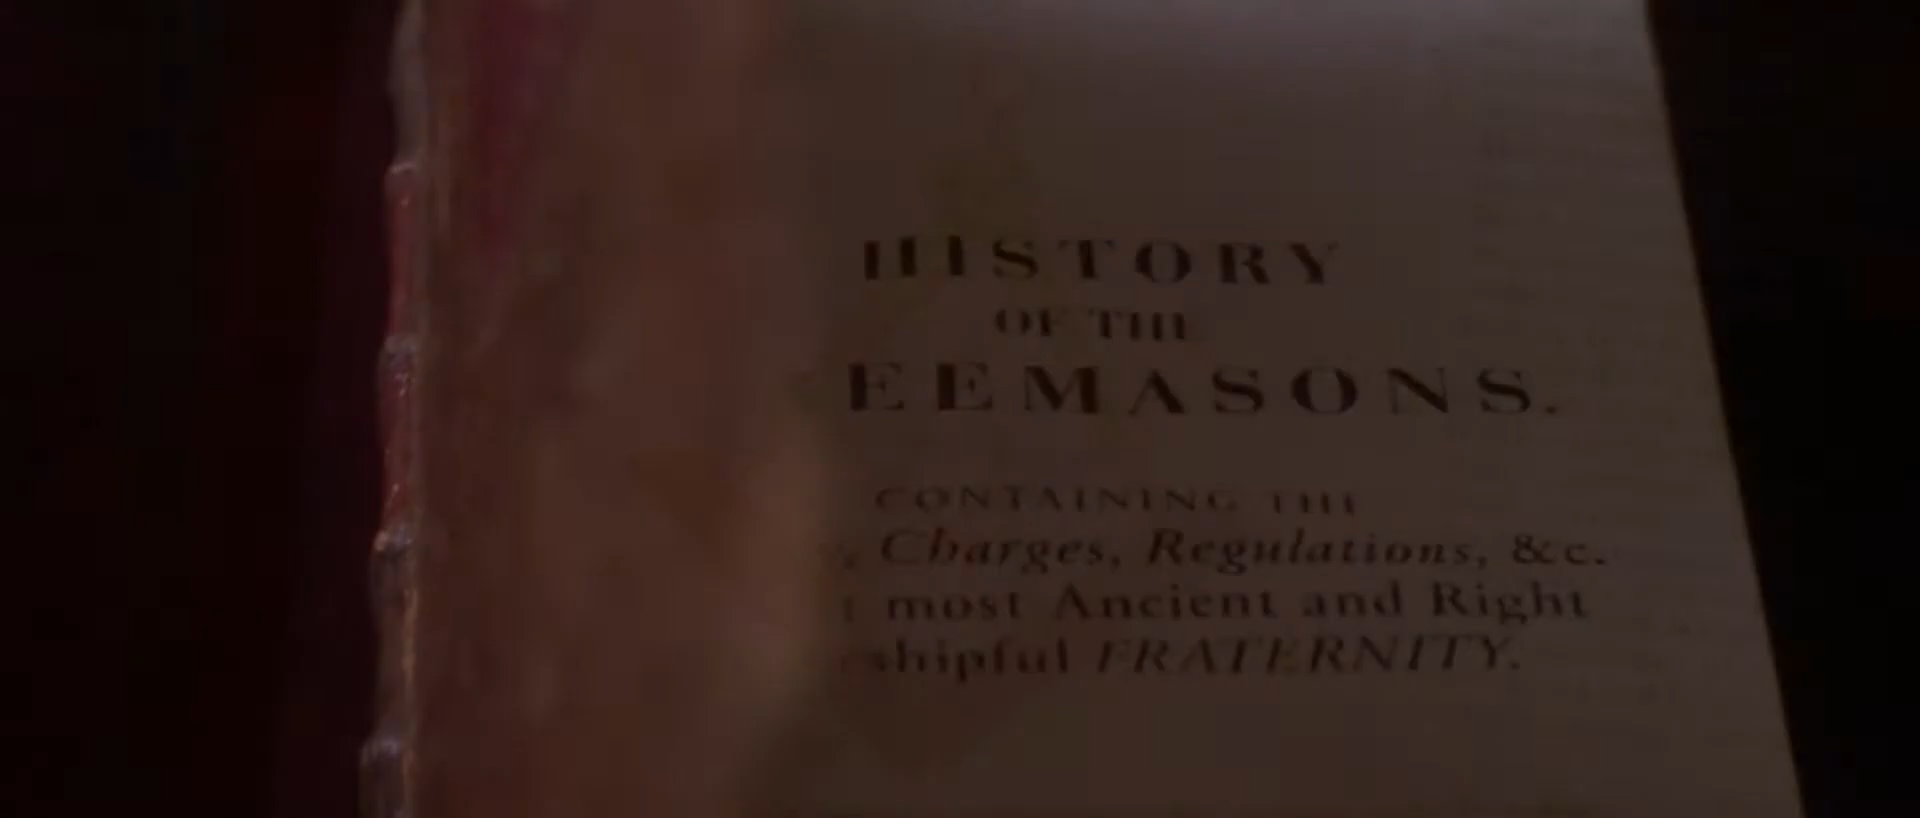 HISTORY
OF THE
EEMASONS.
CONTAINING THE
Charges, Regulations, &c.
most Ancient and Right
shipful FRATERNITY.